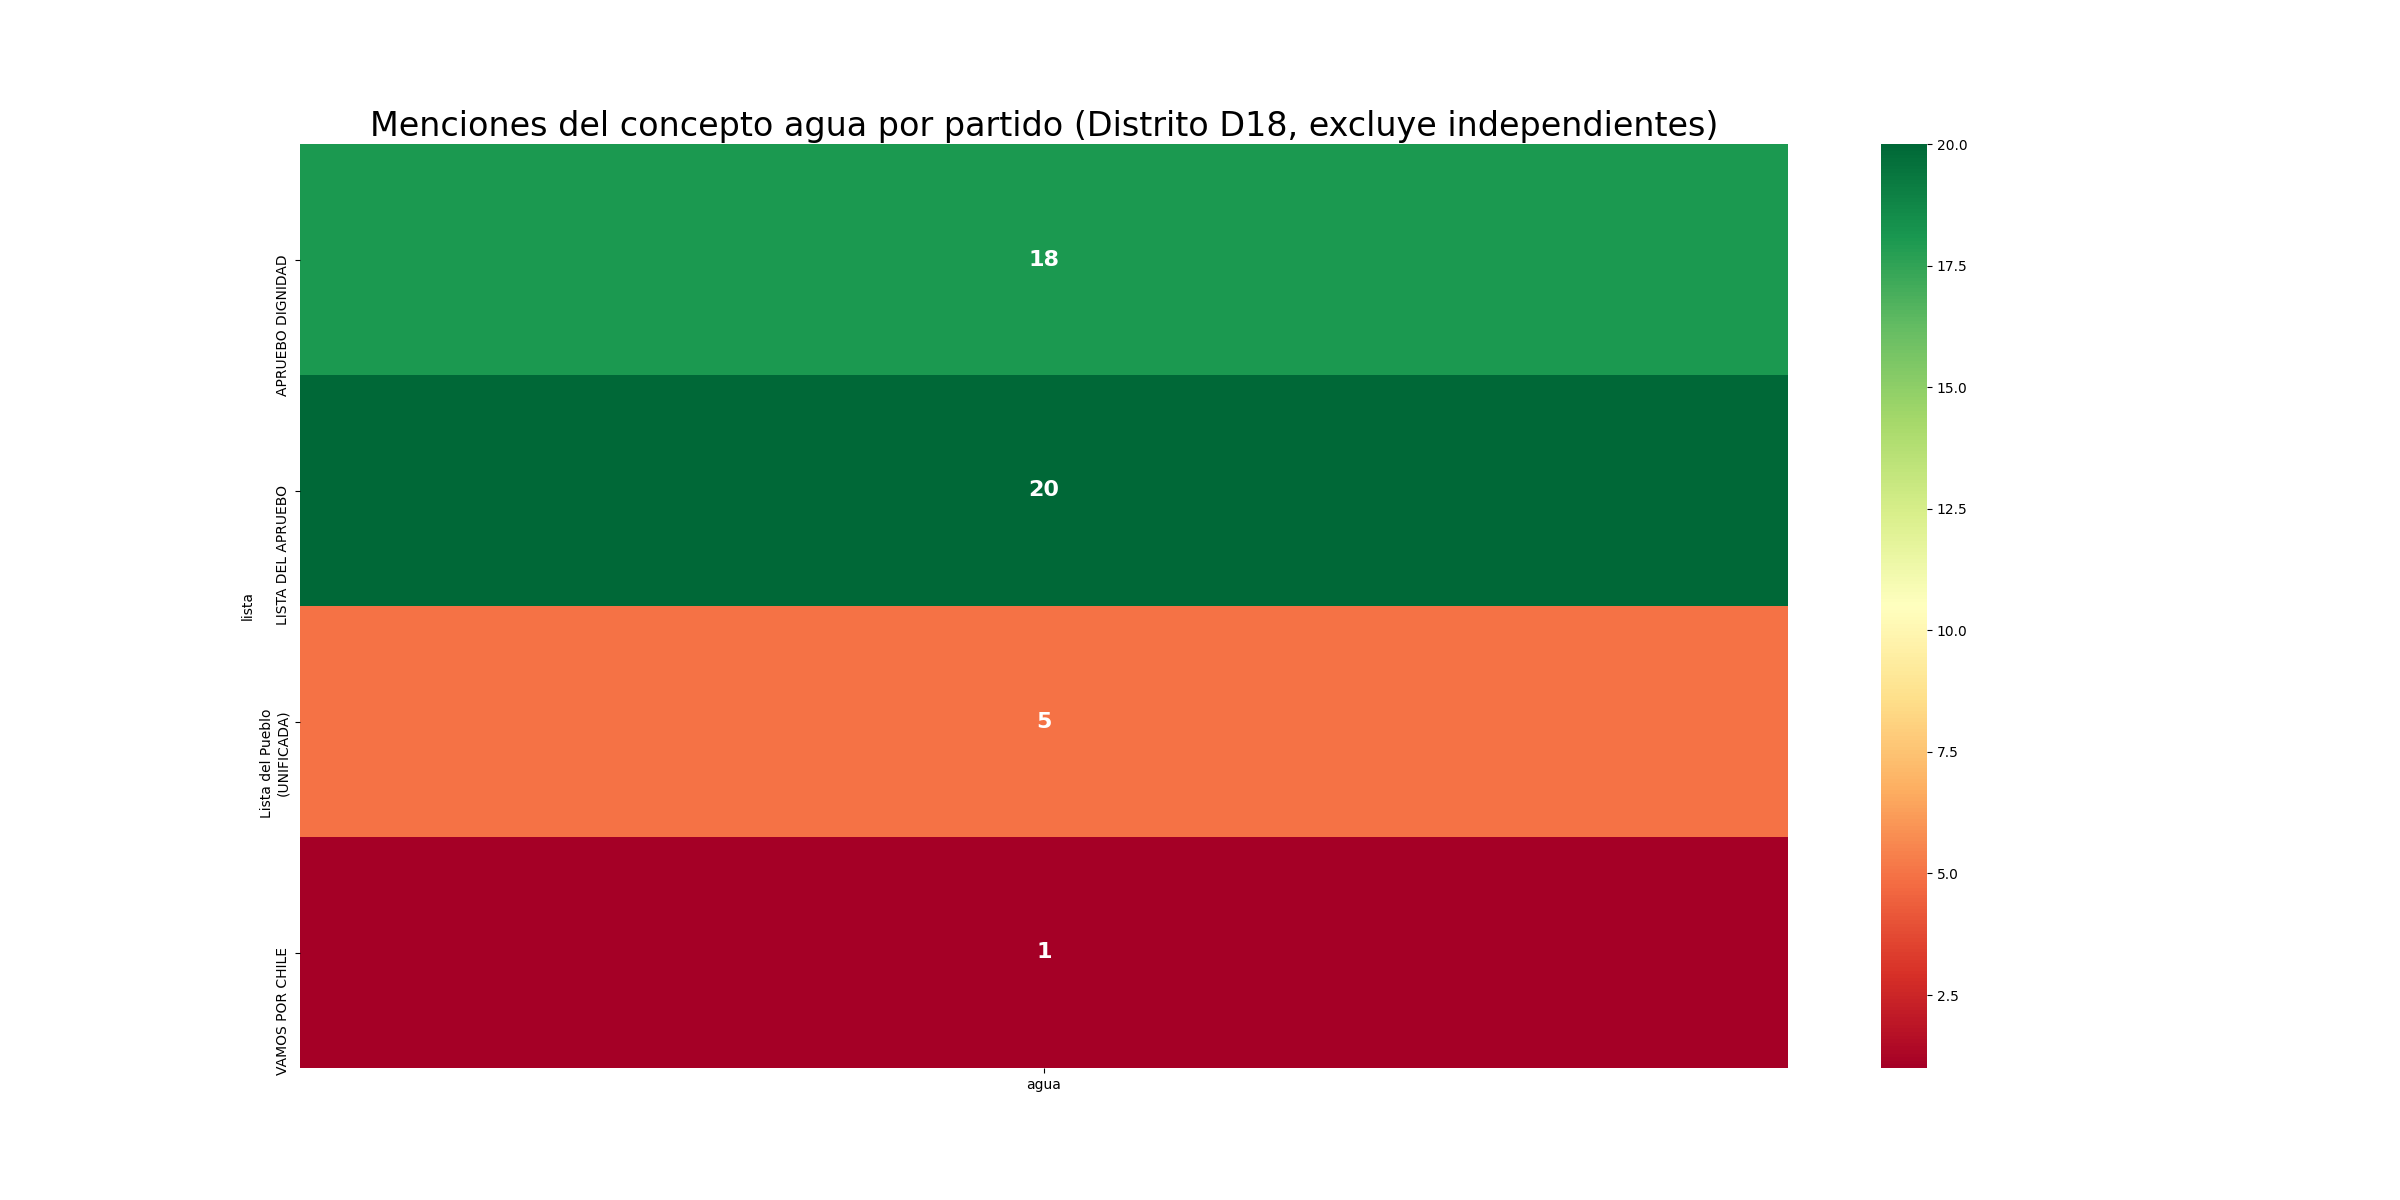 Menciones del concepto agua por partido (Distrito D18, excluye independientes)
lista
APRUEBO DIGNIDAD
LISTA DEL APRUEBO
Lista del Pueblo
(UNIFICADA)
VAMOS POR CHILE
18
20
5
1
agua
20.0
17.5
15.0
12.5
10.0
7.5
5.0
2.5